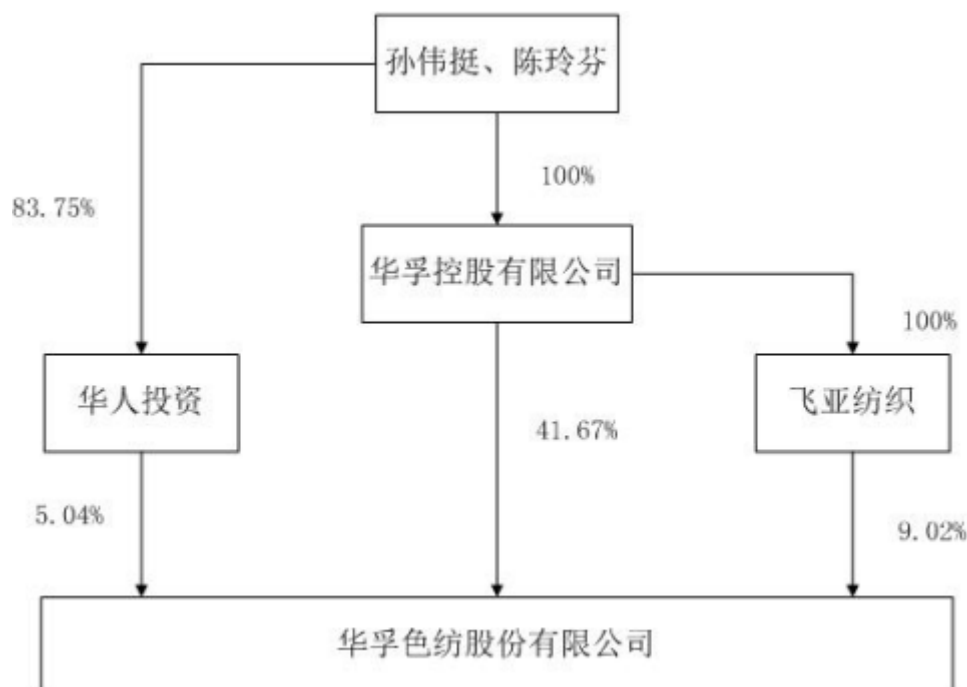 孙伟挺、陈玲芬
83.75%
100%
华孚控股有限公司
100%
华人投资
飞亚纺织
41.67%
5.04%
9.02%
华孚色纺股份有限公司